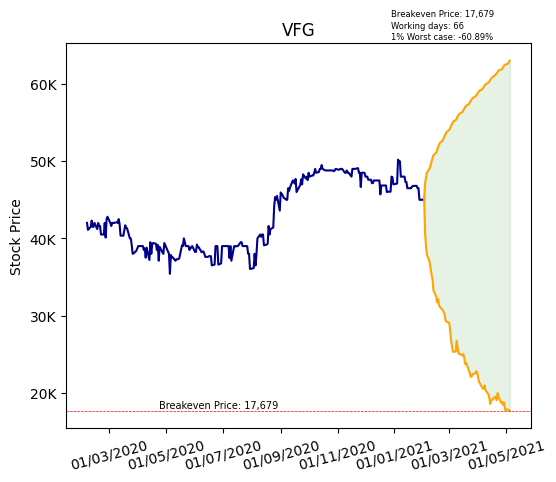 Breakeven Price: 17,679
Working days: 66
1% Worst case: -60.89%
VFG
Stock Price
60K
50K
40K
30K
20K
Breakeven Price: 17,679
01/03/2020
01/05/2020
01/07/2020
01/09/2020
01/11/2020
01/01/2021
01/03/2021
01/05/2021